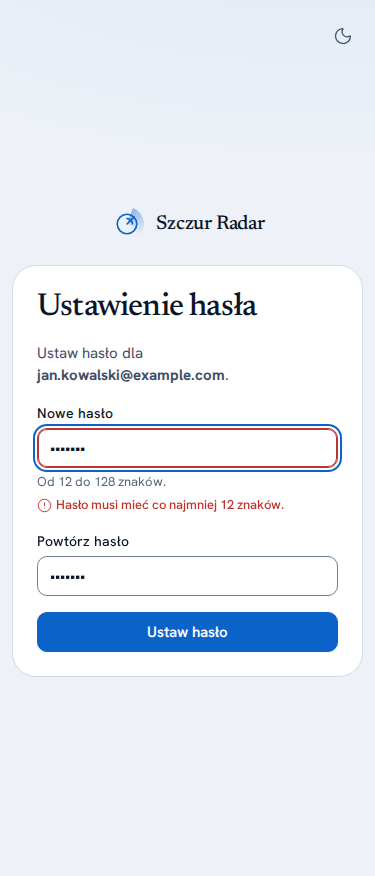 Szczur Radar
Ustawienie hasła
Ustaw hasło dla
jan.kowalski@example.com.
Nowe hasło
•••••••
Od 12 do 128 znaków.
Hasło musi mieć co najmniej 12 znaków.
Powtórz hasło
•••••••
Ustaw hasło